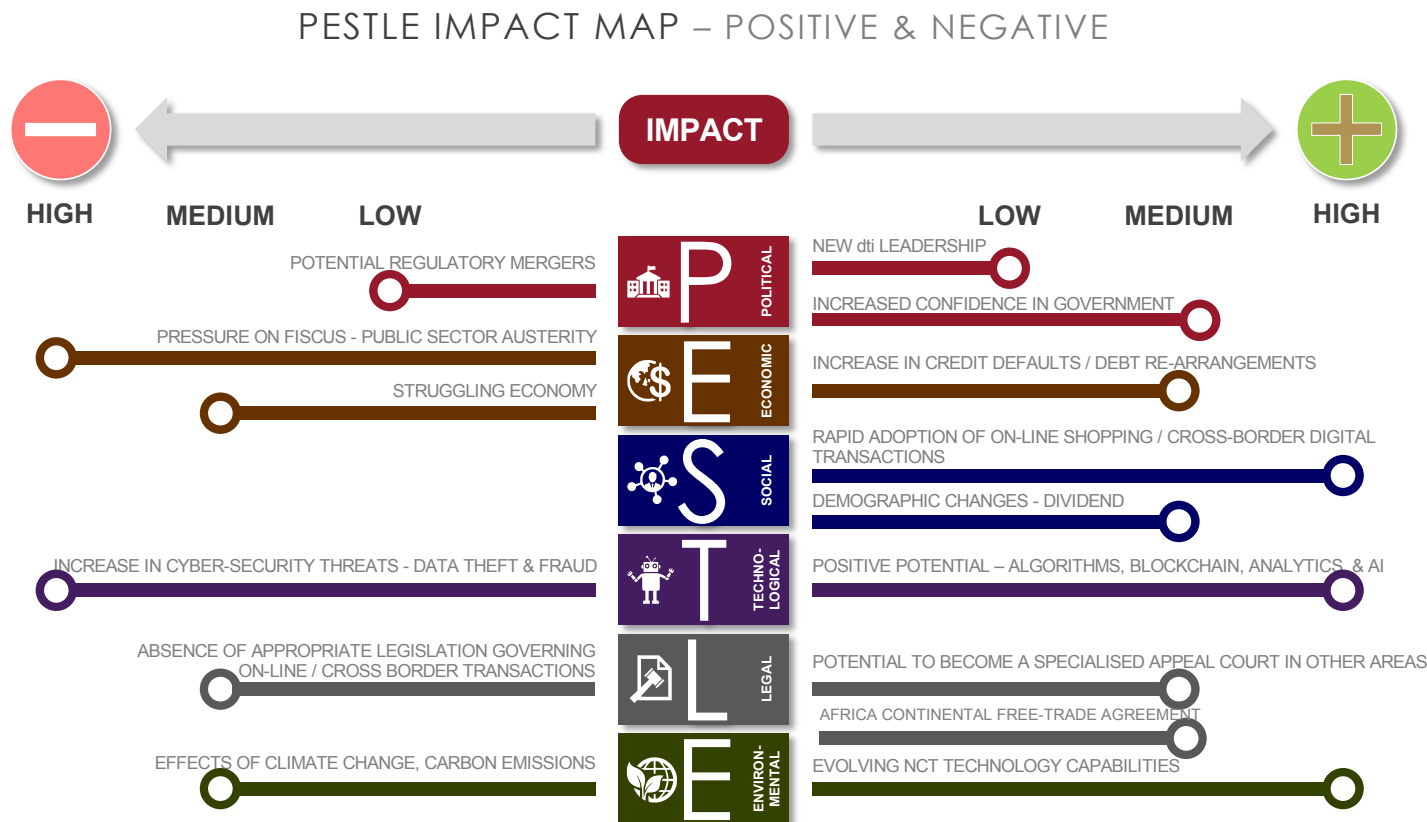 PESTLE IMPACT MAP – POSITIVE & NEGATIVE
IMPACT
HIGH
MEDIUM
LOW
LOW
MEDIUM
HIGH
POTENTIAL REGULATORY MERGERS
P
POLITICAL
NEW dti LEADERSHIP
INCREASED CONFIDENCE IN GOVERNMENT
PRESSURE ON FISCUS - PUBLIC SECTOR AUSTERITY
STRUGGLING ECONOMY
$
E
ECONOMIC
INCREASE IN CREDIT DEFAULTS / DEBT RE-ARRANGEMENTS
S
SOCIAL
RAPID ADOPTION OF ON-LINE SHOPPING / CROSS-BORDER DIGITAL
TRANSACTIONS
DEMOGRAPHIC CHANGES - DIVIDEND
INCREASE IN CYBER-SECURITY THREATS - DATA THEFT & FRAUD
T
TECHNO-
LOGICAL
POSITIVE POTENTIAL – ALGORITHMS, BLOCKCHAIN, ANALYTICS, & AI
ABSENCE OF APPROPRIATE LEGISLATION GOVERNING
ON-LINE / CROSS BORDER TRANSACTIONS
L
LEGAL
POTENTIAL TO BECOME A SPECIALISED APPEAL COURT IN OTHER AREAS
AFRICA CONTINENTAL FREE-TRADE AGREEMENT
EFFECTS OF CLIMATE CHANGE, CARBON EMISSIONS
E
ENVIRON-
MENTAL
EVOLVING NCT TECHNOLOGY CAPABILITIES